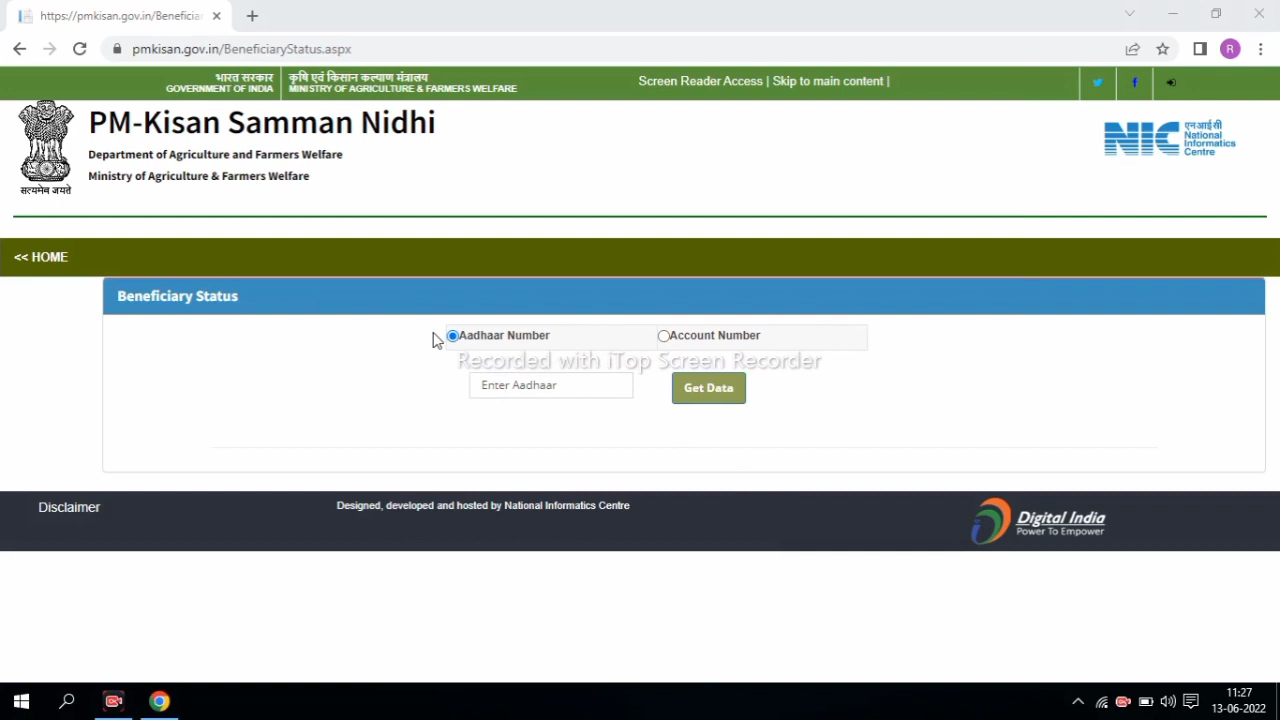 https://pmkisan.gov.in/Beneficiar
pmkisan.gov.in/BeneficiaryStatus.aspx
R
भारत सरकार
GOVERNMENT OF INDIA
कृषि एवं किसान कल्याण मंत्रालय
MINISTRY OF AGRICULTURE & FARMERS WELFARE
Screen Reader Access | Skip to main content |
PM-Kisan Samman Nidhi
Department of Agriculture and Farmers Welfare
Ministry of Agriculture & Farmers Welfare
सत्यमेव जयते
NIC
एनआईसी
National
Informatics
Centre
<< HOME
Beneficiary Status
Aadhaar Number
Account Number
Recorded with iTop Screen Recorder
Enter Aadhaar
Get Data
Disclaimer
Designed, developed and hosted by National Informatics Centre
Digital India
Power To Empower
11:27
13-06-2022